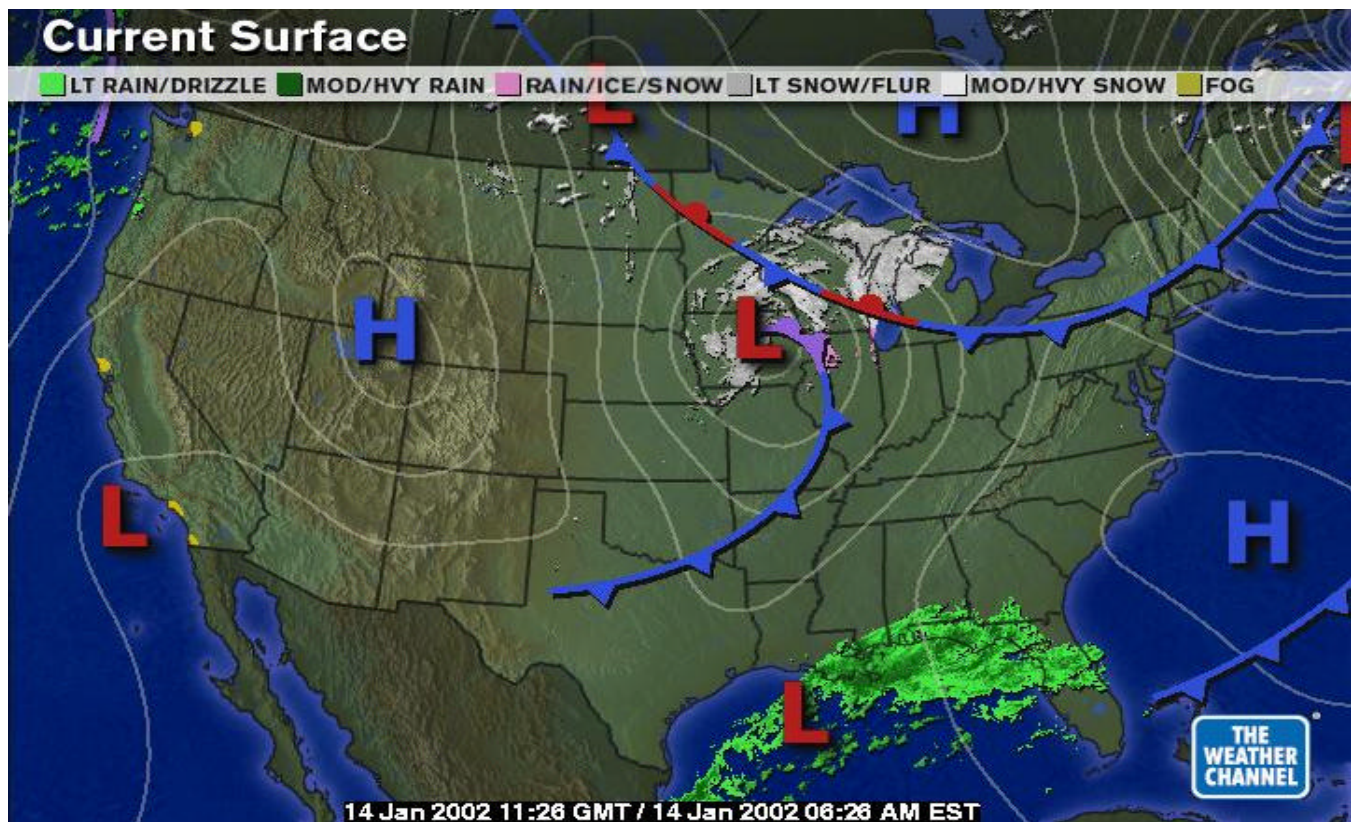 Current Surface
LT RAIN/DRIZZLE MOD/HVY RAIN RAIN/ICE/SNOW LT SNOW/FLUR MOD/HVY SNOW FOG
L
H
H
L
L
H
L
THE
WEATHER
CHANNEL
14 Jan 2002 11:26 GMT / 14 Jan 2002 06:26 AM EST